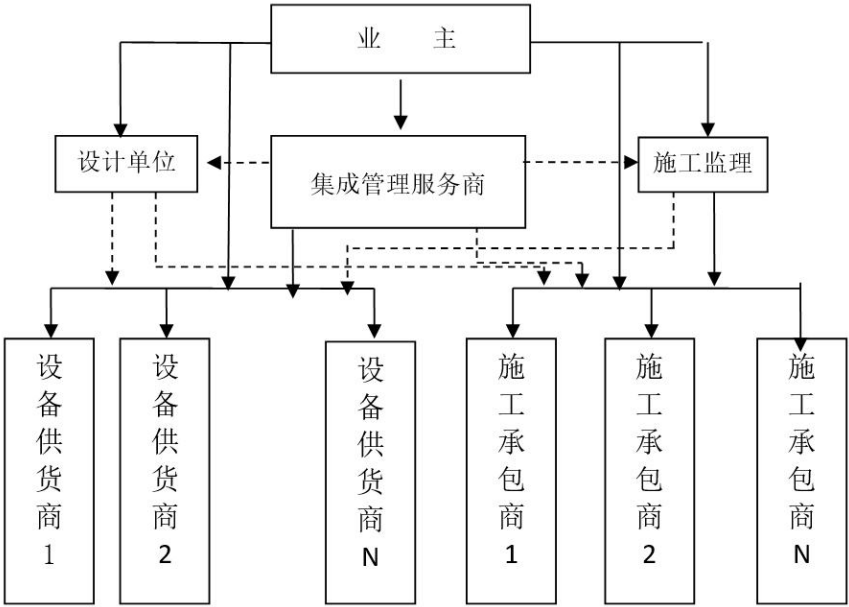 业 主
设计单位
集成管理服务商
施工监理
设备供货商1
设备供货商2
设备供货商N
施工承包商1
施工承包商2
施工承包商N